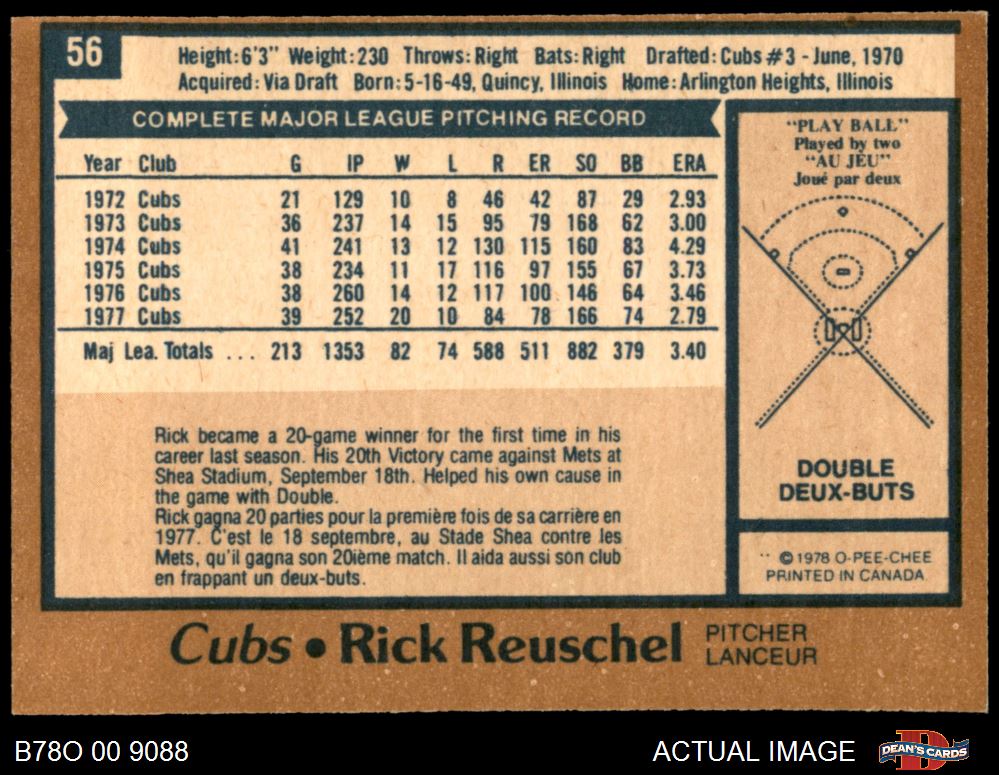 56
Height:6'3" Weight:230 Throws:Right Bats:Right Drafted:Cubs #3 - June, 1970
Acquired:Via Draft Born:5-16-49, Quincy, Illinois Home:Arlington Heights, Illinois
COMPLETE MAJOR LEAGUE PITCHING RECORD
Year Club G IP W L R ER SO BB ERA
1972 Cubs 21 129 10 8 46 42 87 29 2.93
1973 Cubs 36 237 14 15 95 79 168 62 3.00
1974 Cubs 41 241 13 12 130 115 160 83 4.29
1975 Cubs 38 234 11 17 116 97 155 67 3.73
1976 Cubs 38 260 14 12 117 100 146 64 3.46
1977 Cubs 39 252 20 10 84 78 166 74 2.79
Maj Lea. Totals ... 213 1353 82 74 588 511 882 379 3.40
Rick became a 20-game winner for the first time in his
career last season. His 20th Victory came against Mets at
Shea Stadium, September 18th. Helped his own cause in
the game with Double.
Rick gagna 20 parties pour la première fois de sa carrière en
1977. C'est le 18 septembre, au Stade Shea contre les
Mets, qu'il gagna son 20ième match. Il aida aussi son club
en frappant un deux-buts.
"PLAY BALL"
Played by two
"AU JEU"
Joué par deux
DOUBLE
DEUX-BUTS
© 1978 O-PEE-CHEE
PRINTED IN CANADA
Cubs • Rick Reuschel
PITCHER
LANCEUR
B78O 00 9088
ACTUAL IMAGE
DEAN'S CARDS